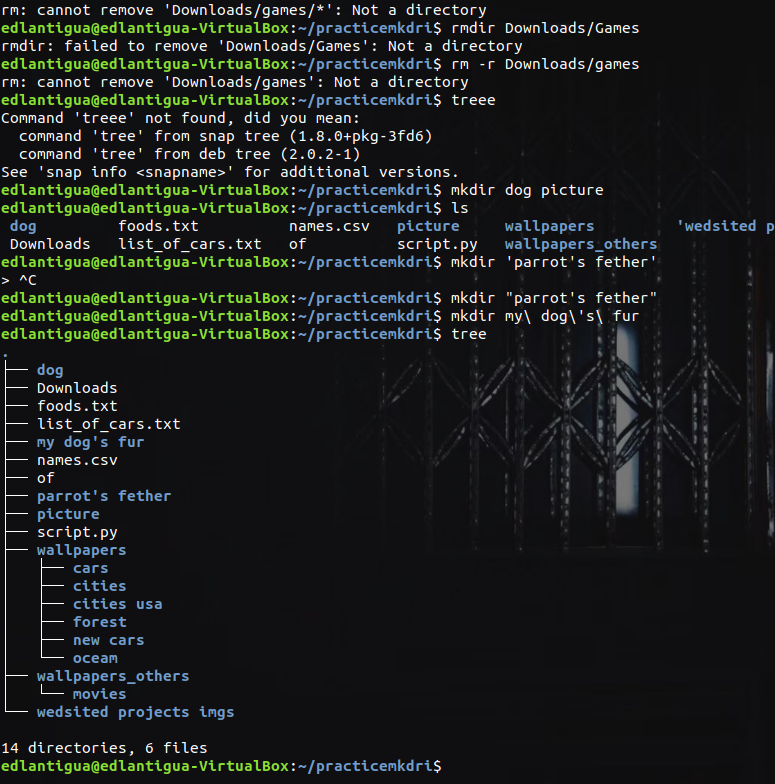 rm: cannot remove 'Downloads/games/*': Not a directory
edlantigua@edlantigua-VirtualBox:~/practicemkdri$ rmdir Downloads/Games
rmdir: failed to remove 'Downloads/Games': Not a directory
edlantigua@edlantigua-VirtualBox:~/practicemkdri$ rm -r Downloads/games
rm: cannot remove 'Downloads/games': Not a directory
edlantigua@edlantigua-VirtualBox:~/practicemkdri$ treee
Command 'treee' not found, did you mean:
  command 'tree' from snap tree (1.8.0+pkg-3fd6)
  command 'tree' from deb tree (2.0.2-1)
See 'snap info <snapname>' for additional versions.
edlantigua@edlantigua-VirtualBox:~/practicemkdri$ mkdir dog picture
edlantigua@edlantigua-VirtualBox:~/practicemkdri$ ls
 dog         foods.txt          names.csv   picture     wallpapers         'wedsited p
 Downloads   list_of_cars.txt   of          script.py   wallpapers_others
edlantigua@edlantigua-VirtualBox:~/practicemkdri$ mkdir 'parrot's fether'
> ^C
edlantigua@edlantigua-VirtualBox:~/practicemkdri$ mkdir "parrot's fether"
edlantigua@edlantigua-VirtualBox:~/practicemkdri$ mkdir my\ dog\'s\ fur
edlantigua@edlantigua-VirtualBox:~/practicemkdri$ tree
.
├── dog
├── Downloads
├── foods.txt
├── list_of_cars.txt
├── my dog's fur
├── names.csv
├── of
├── parrot's fether
├── picture
├── script.py
├── wallpapers
│   ├── cars
│   ├── cities
│   ├── cities usa
│   ├── forest
│   ├── new cars
│   └── oceam
├── wallpapers_others
│   └── movies
└── wedsited projects imgs
14 directories, 6 files
edlantigua@edlantigua-VirtualBox:~/practicemkdri$